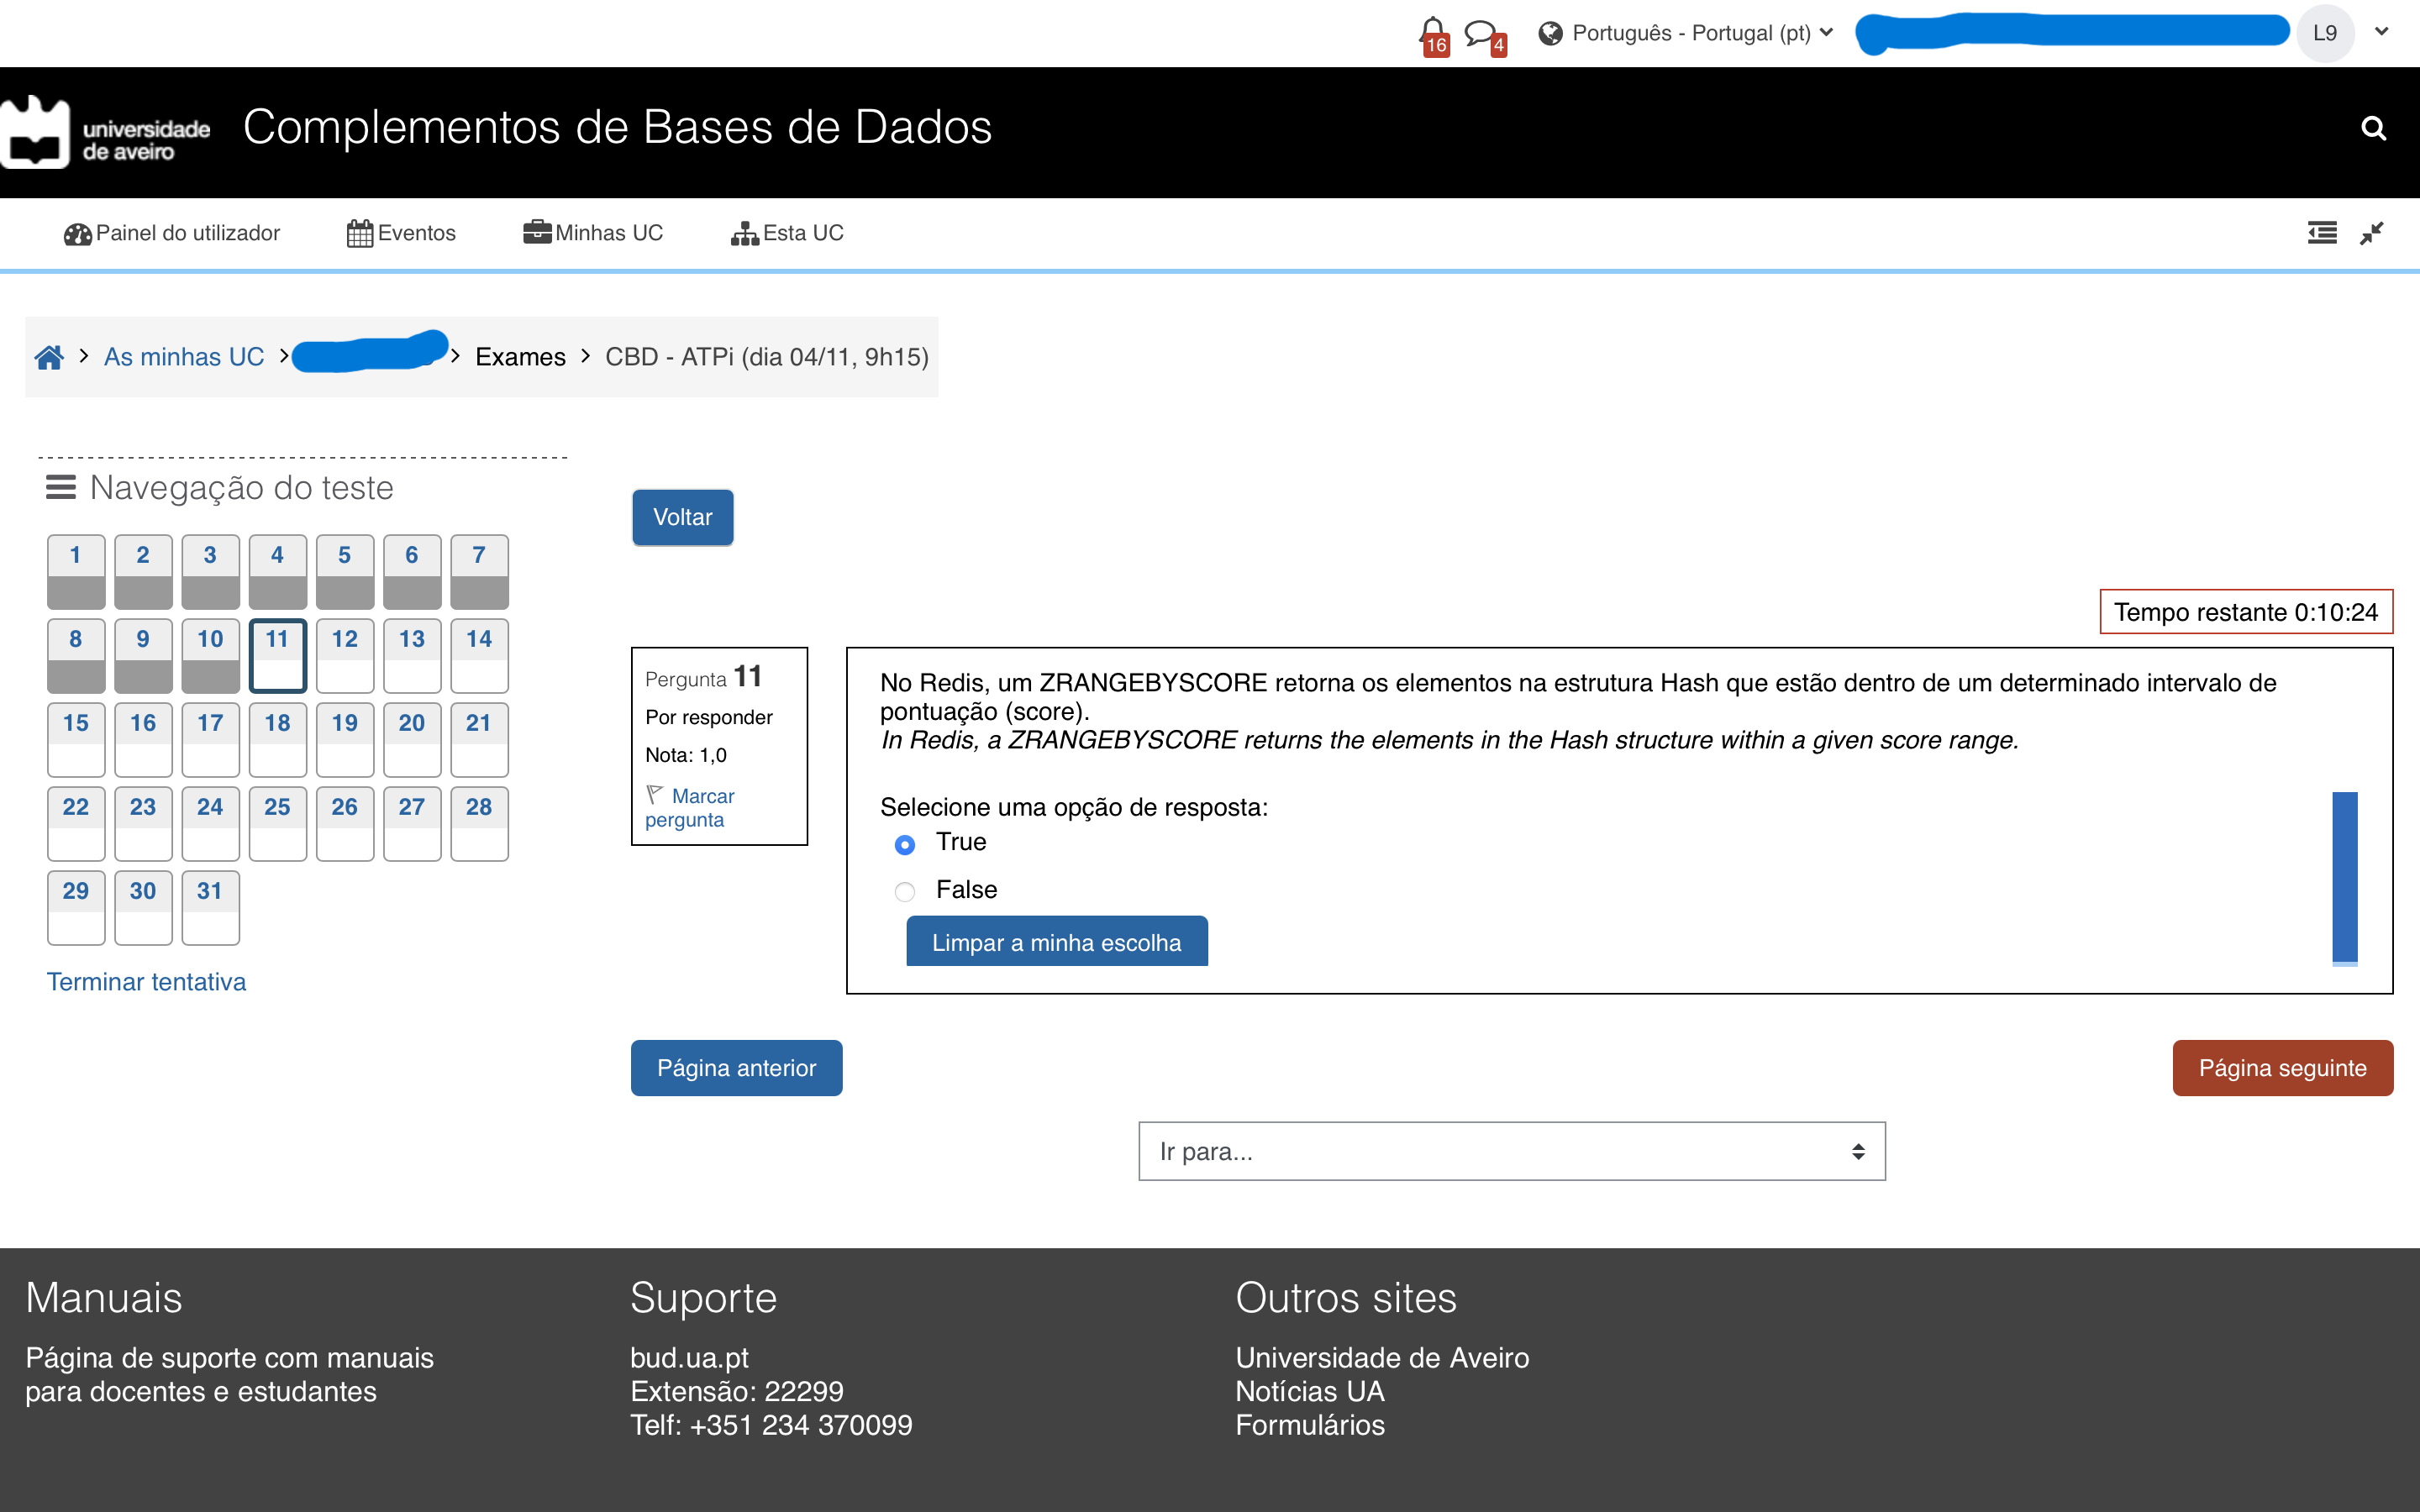 16
4
Português - Portugal (pt)
L9
universidade
de aveiro
Complementos de Bases de Dados
Painel do utilizador
Eventos
Minhas UC
Esta UC
As minhas UC
Exames
CBD - ATPi (dia 04/11, 9h15)
Navegação do teste
1 2 3 4 5 6 7
8 9 10 11 12 13 14
15 16 17 18 19 20 21
22 23 24 25 26 27 28
29 30 31
Terminar tentativa
Voltar
Tempo restante 0:10:24
Pergunta 11
Por responder
Nota: 1,0
Marcar
pergunta
No Redis, um ZRANGEBYSCORE retorna os elementos na estrutura Hash que estão dentro de um determinado intervalo de
pontuação (score).
In Redis, a ZRANGEBYSCORE returns the elements in the Hash structure within a given score range.
Selecione uma opção de resposta:
True
False
Limpar a minha escolha
Página anterior
Página seguinte
Ir para...
Manuais
Página de suporte com manuais
para docentes e estudantes
Suporte
bud.ua.pt
Extensão: 22299
Telf: +351 234 370099
Outros sites
Universidade de Aveiro
Notícias UA
Formulários